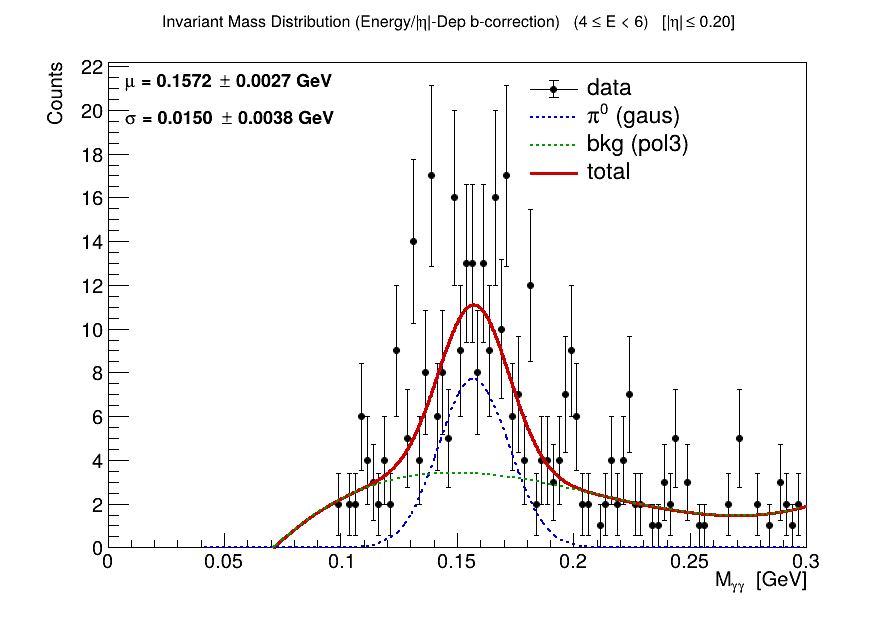 Invariant Mass Distribution (Energy/|η|-Dep b-correction) (4 ≤ E < 6) [|η| ≤ 0.20]
μ = 0.1572 ± 0.0027 GeV
σ = 0.0150 ± 0.0038 GeV
data
π⁰ (gaus)
bkg (pol3)
total
Counts
22
20
18
16
14
12
10
8
6
4
2
0
0 0.05 0.1 0.15 0.2 0.25 0.3
Mγγ [GeV]